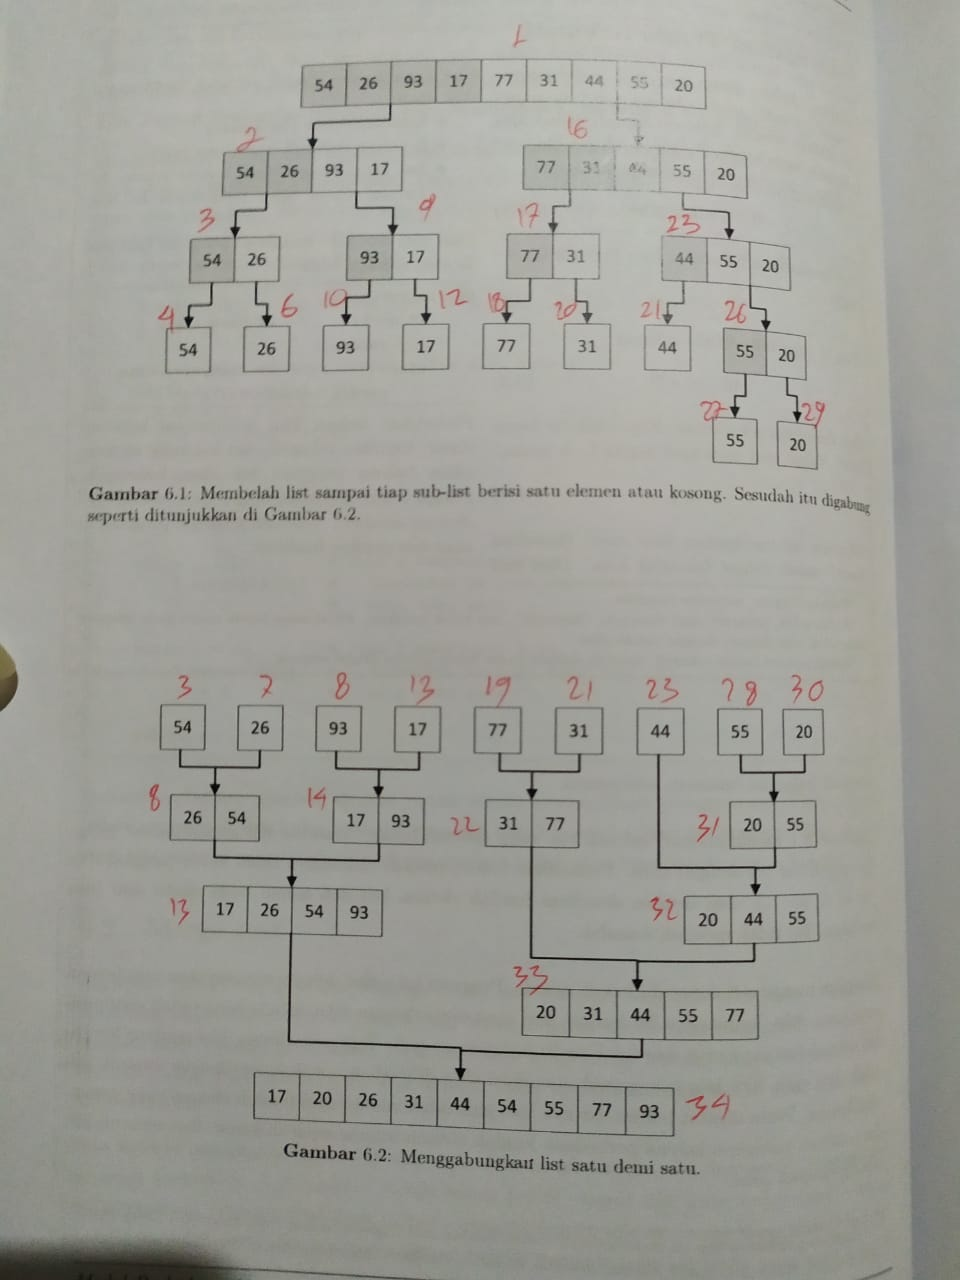 1
54 26 93 17 77 31 44 55 20
2 16
54 26 93 17 77 31 44 55 20
3 9 17 23
54 26 93 17 77 31 44 55 20
4 6 10 12 18 20 21 26
54 26 93 17 77 31 44 55 20
27 29
55 20
Gambar 6.1: Membelah list sampai tiap sub-list berisi satu elemen atau kosong. Sesudah itu digabung
seperti ditunjukkan di Gambar 6.2.
3 7 8 13 19 21 23 28 30
54 26 93 17 77 31 44 55 20
8 26 54 14 17 93 22 31 77 31 20 55
13 17 26 54 93 32 20 44 55
33
20 31 44 55 77
17 20 26 31 44 54 55 77 93 34
Gambar 6.2: Menggabungkan list satu demi satu.